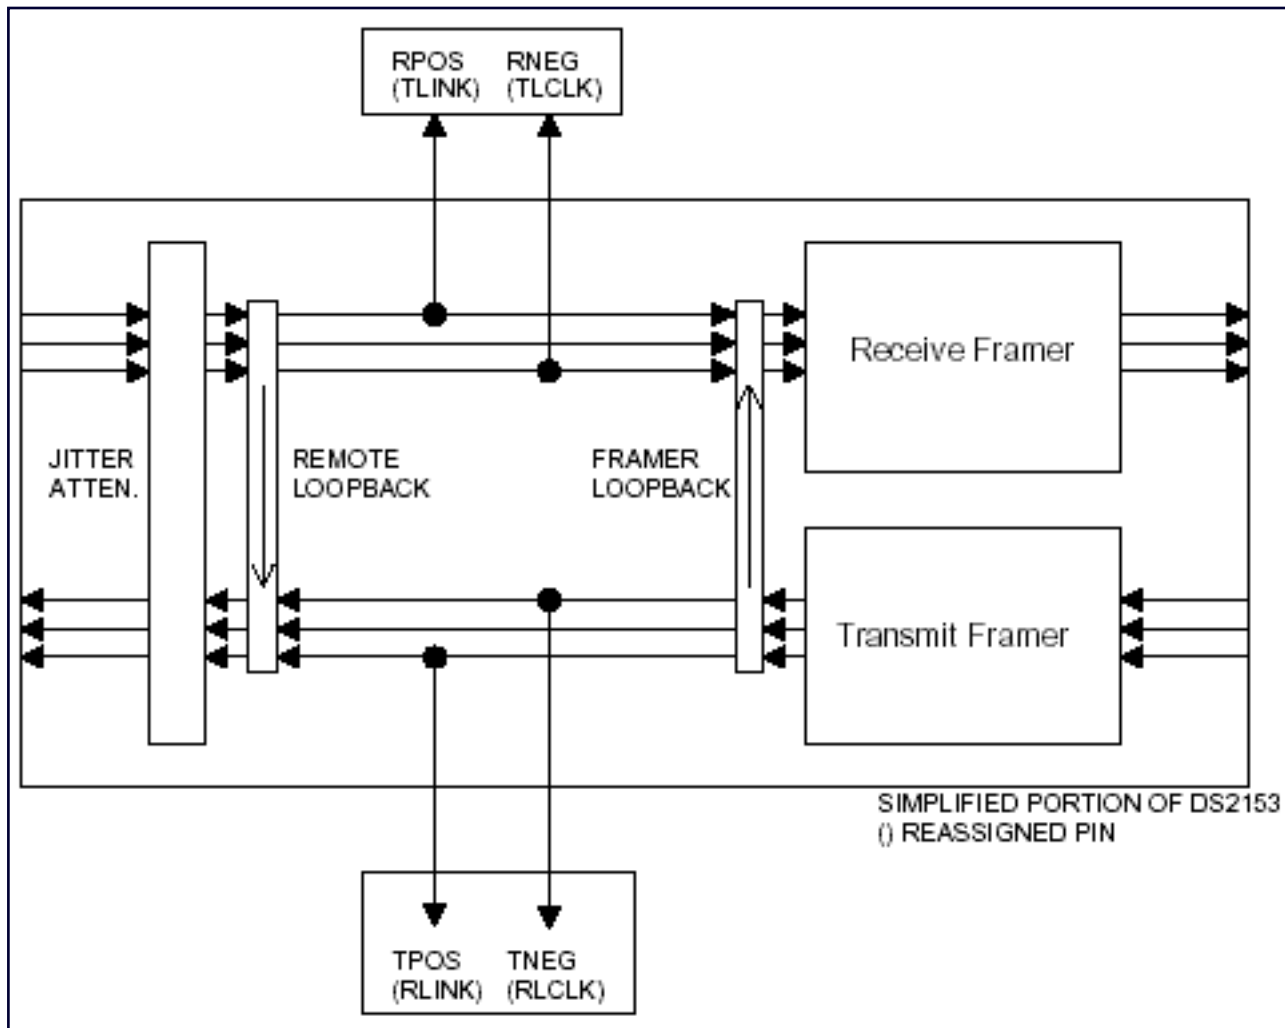 RPOS RNEG
(TLINK) (TLCLK)
Receive Framer
JITTER
ATTEN.
REMOTE
LOOPBACK
FRAMER
LOOPBACK
Transmit Framer
SIMPLIFIED PORTION OF DS2153
() REASSIGNED PIN
TPOS TNEG
(RLINK) (RLCLK)